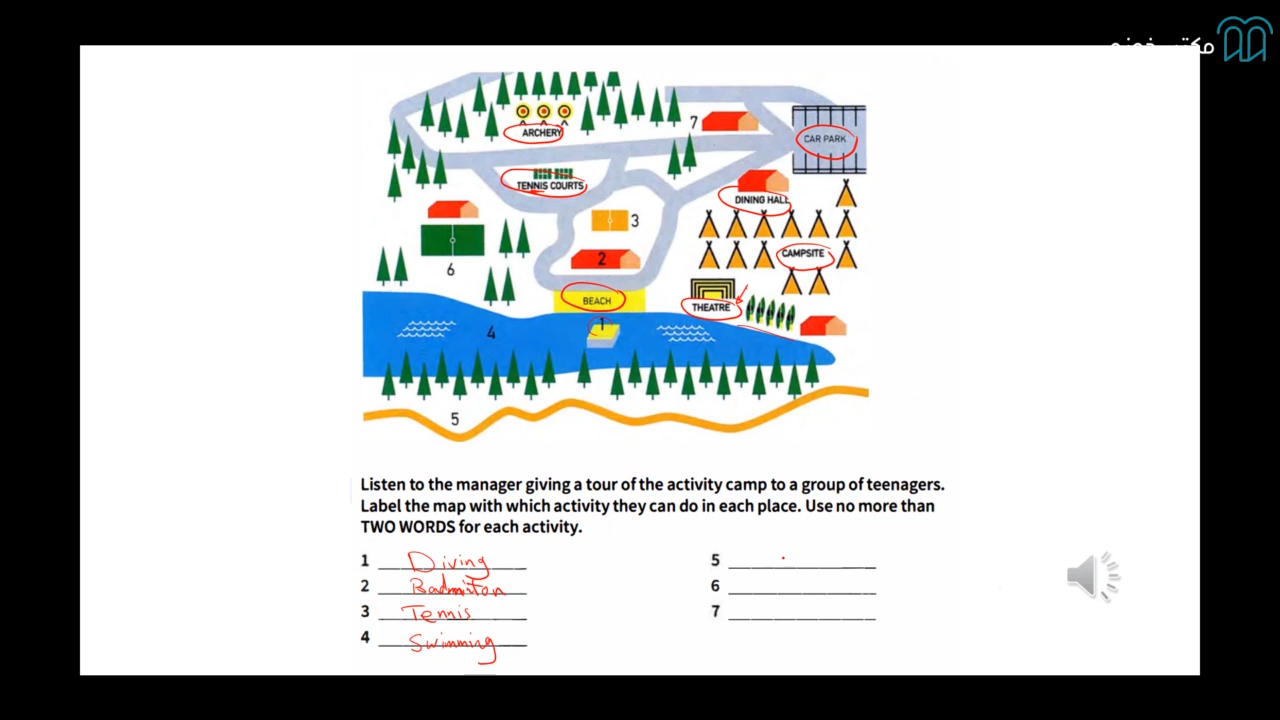 مکتب خونه
7
ARCHERY
CAR PARK
TENNIS COURTS
DINING HALL
3
2
CAMPSITE
6
BEACH
THEATRE
1
4
5
Listen to the manager giving a tour of the activity camp to a group of teenagers.
Label the map with which activity they can do in each place. Use no more than
TWO WORDS for each activity.
1 Diving
2 Badminton
3 Tennis
4 Swimming
5
6
7